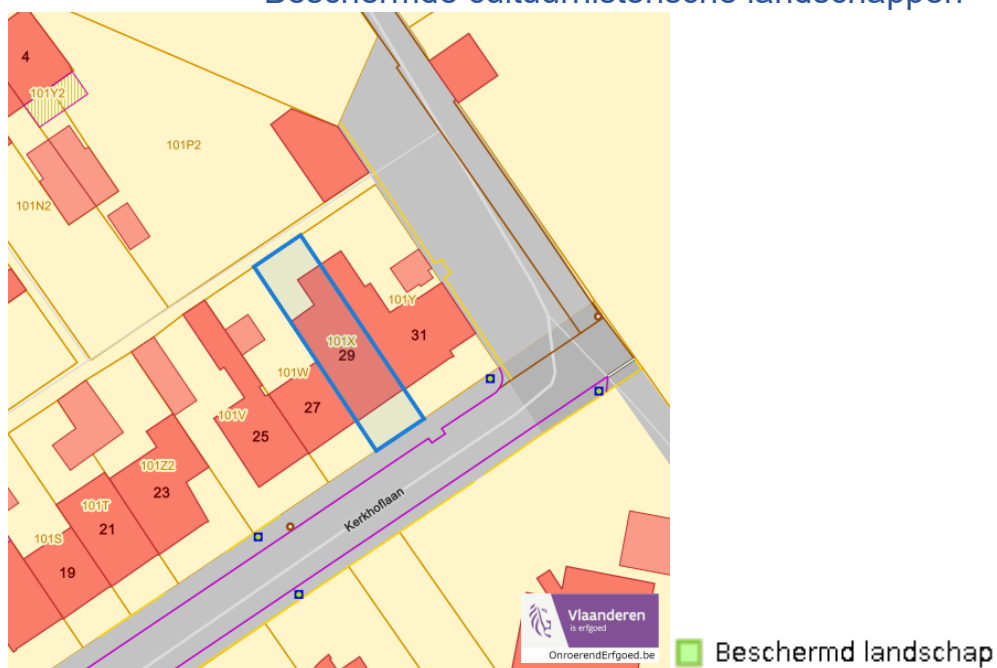 Beschermde cultuurhistorische landschappen
4
101Y2
101P2
101N2
101Y
31
101X
29
101W
27
101V
25
101Z2
23
101T
21
101S
19
Kerkhoflaan
Vlaanderen
is erfgoed
OnroerendErfgoed.be
Beschermd landschap